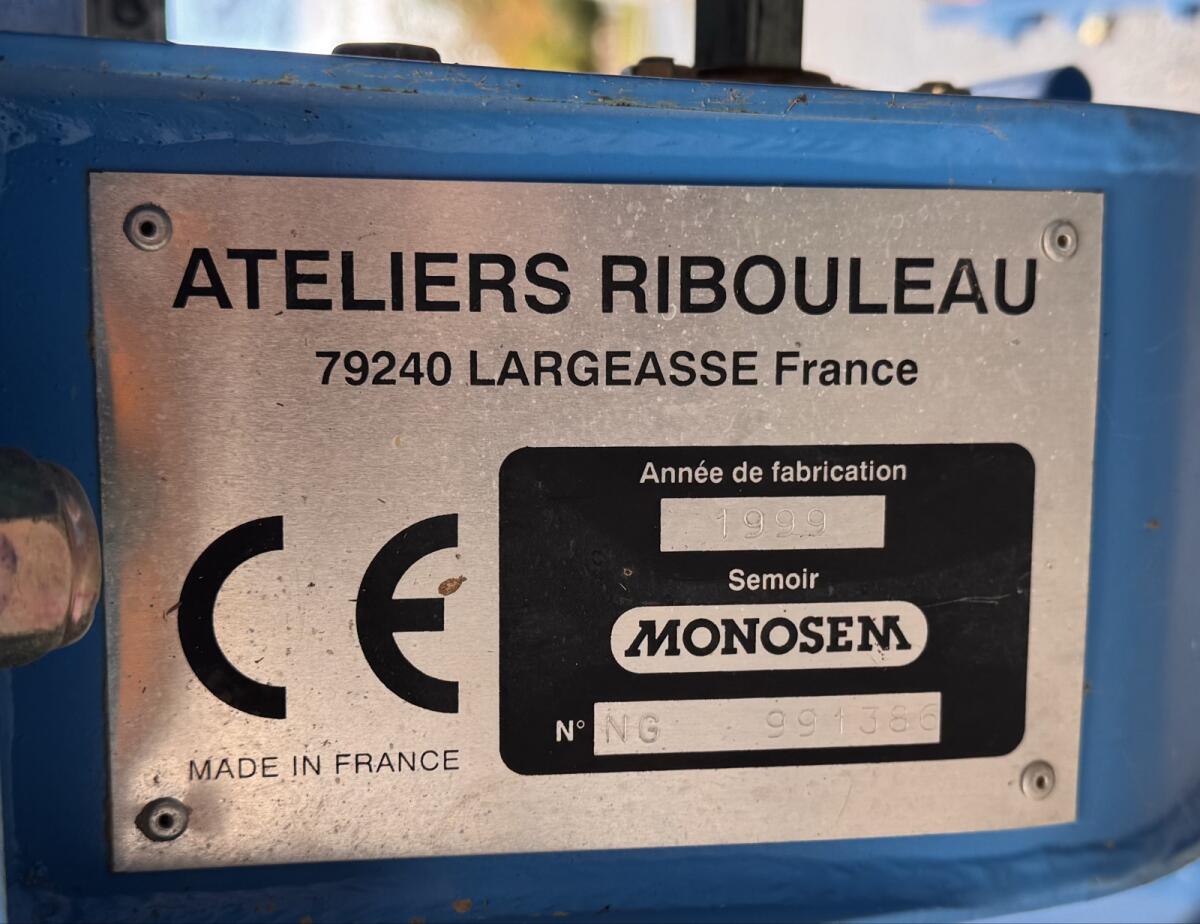 ATELIERS RIBOULEAU
79240 LARGEASSE France
Année de fabrication
1999
Semoir
MONOSEM
N° NG 991386
CE
MADE IN FRANCE